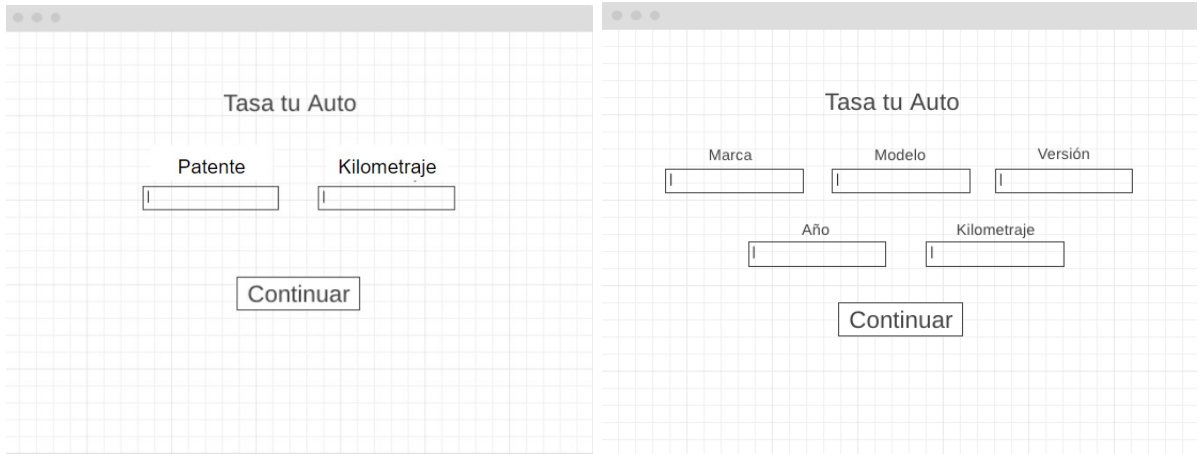 Tasa tu Auto
Patente Kilometraje
Continuar
Tasa tu Auto
Marca Modelo Versión
Año Kilometraje
Continuar